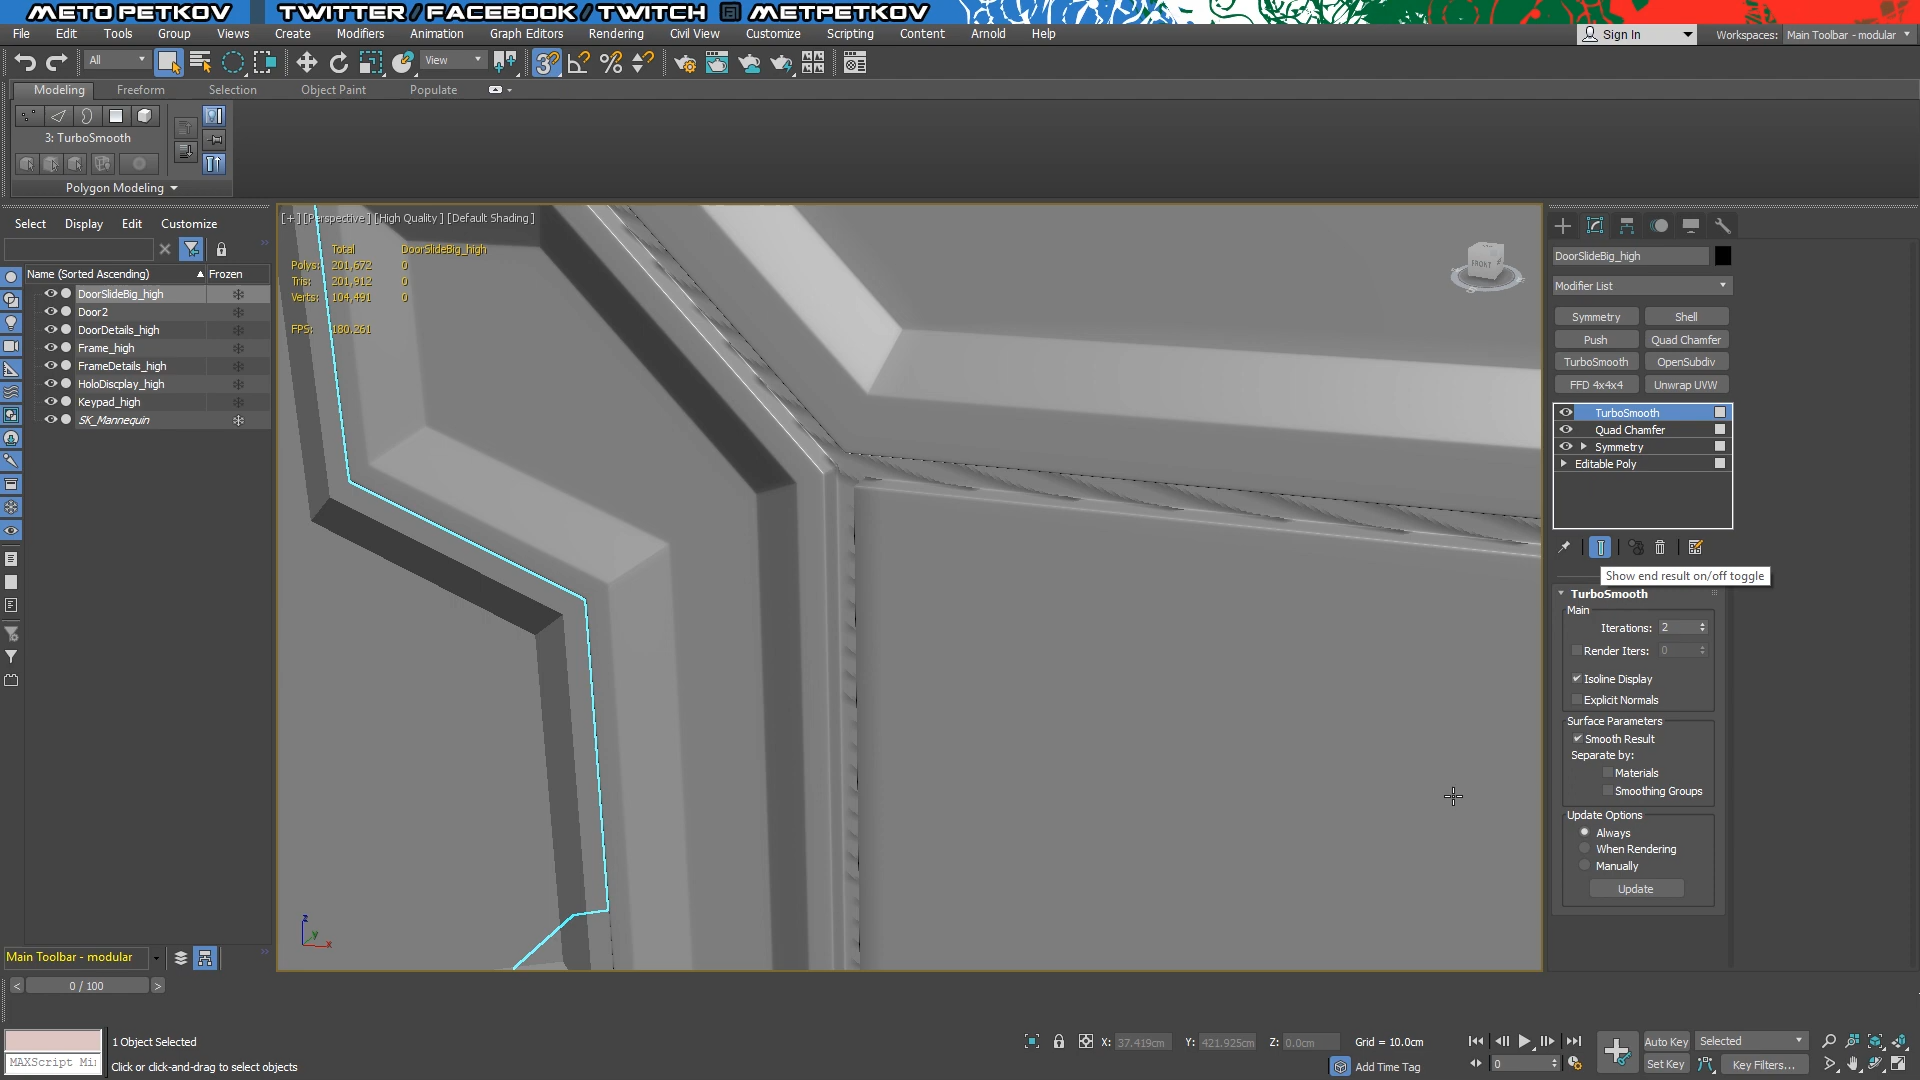 METO PETKOV TWITTER / FACEBOOK / TWITCH @ METPETKOV
File Edit Tools Group Views Create Modifiers Animation Graph Editors Rendering Civil View Customize Scripting Content Arnold Help
Sign In Workspaces: Main Toolbar - modular
All View
Modeling Freeform Selection Object Paint Populate
3: TurboSmooth
Polygon Modeling
Select Display Edit Customize
Name (Sorted Ascending) Frozen
DoorSlideBig_high
Door2
DoorDetails_high
Frame_high
FrameDetails_high
HoloDiscplay_high
Keypad_high
SK_Mannequin
[+] [Perspective] [High Quality] [Default Shading]
Total DoorSlideBig_high
Polys: 201,672 0
Tris: 201,912 0
Verts: 104,491 0
FPS: 180.261
FRONT
z
y
x
DoorSlideBig_high
Modifier List
Symmetry Shell
Push Quad Chamfer
TurboSmooth OpenSubdiv
FFD 4x4x4 Unwrap UVW
TurboSmooth
Quad Chamfer
Symmetry
Editable Poly
Show end result on/off toggle
TurboSmooth
Main
Iterations: 2
Render Iters: 0
Isoline Display
Explicit Normals
Surface Parameters
Smooth Result
Separate by:
Materials
Smoothing Groups
Update Options
Always
When Rendering
Manually
Update
Main Toolbar - modular
< 0 / 100 >
1 Object Selected
MAXScript Mi
Click or click-and-drag to select objects
X: 37.419cm Y: 421.925cm Z: 0.0cm Grid = 10.0cm
Add Time Tag
0
Auto Key Selected
Set Key Key Filters...